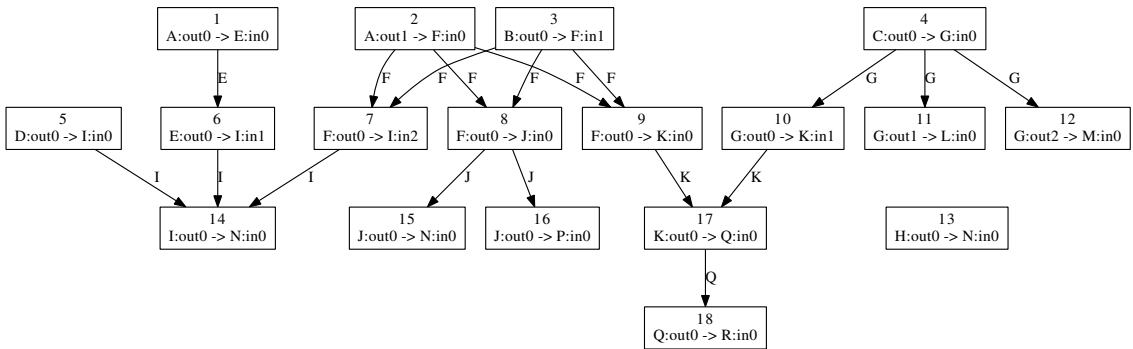 1
A:out0 -> E:in0
2
A:out1 -> F:in0
3
B:out0 -> F:in1
4
C:out0 -> G:in0
E
F
F
F
F
G
G
G
5
D:out0 -> I:in0
6
E:out0 -> I:in1
7
F:out0 -> I:in2
8
F:out0 -> J:in0
9
F:out0 -> K:in0
10
G:out0 -> K:in1
11
G:out1 -> L:in0
12
G:out2 -> M:in0
I
I
I
J
J
K
K
14
I:out0 -> N:in0
15
J:out0 -> N:in0
16
J:out0 -> P:in0
17
K:out0 -> Q:in0
13
H:out0 -> N:in0
Q
18
Q:out0 -> R:in0